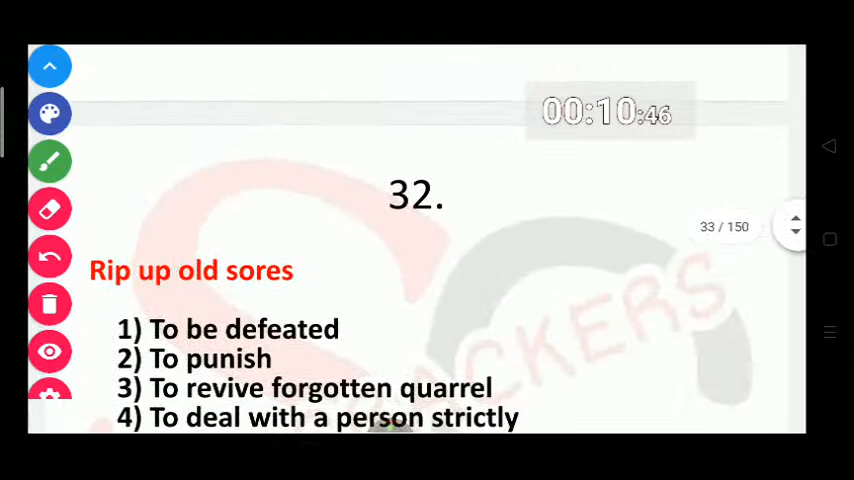 00:10:46
32.
33 / 150
Rip up old sores
1) To be defeated
2) To punish
3) To revive forgotten quarrel
4) To deal with a person strictly